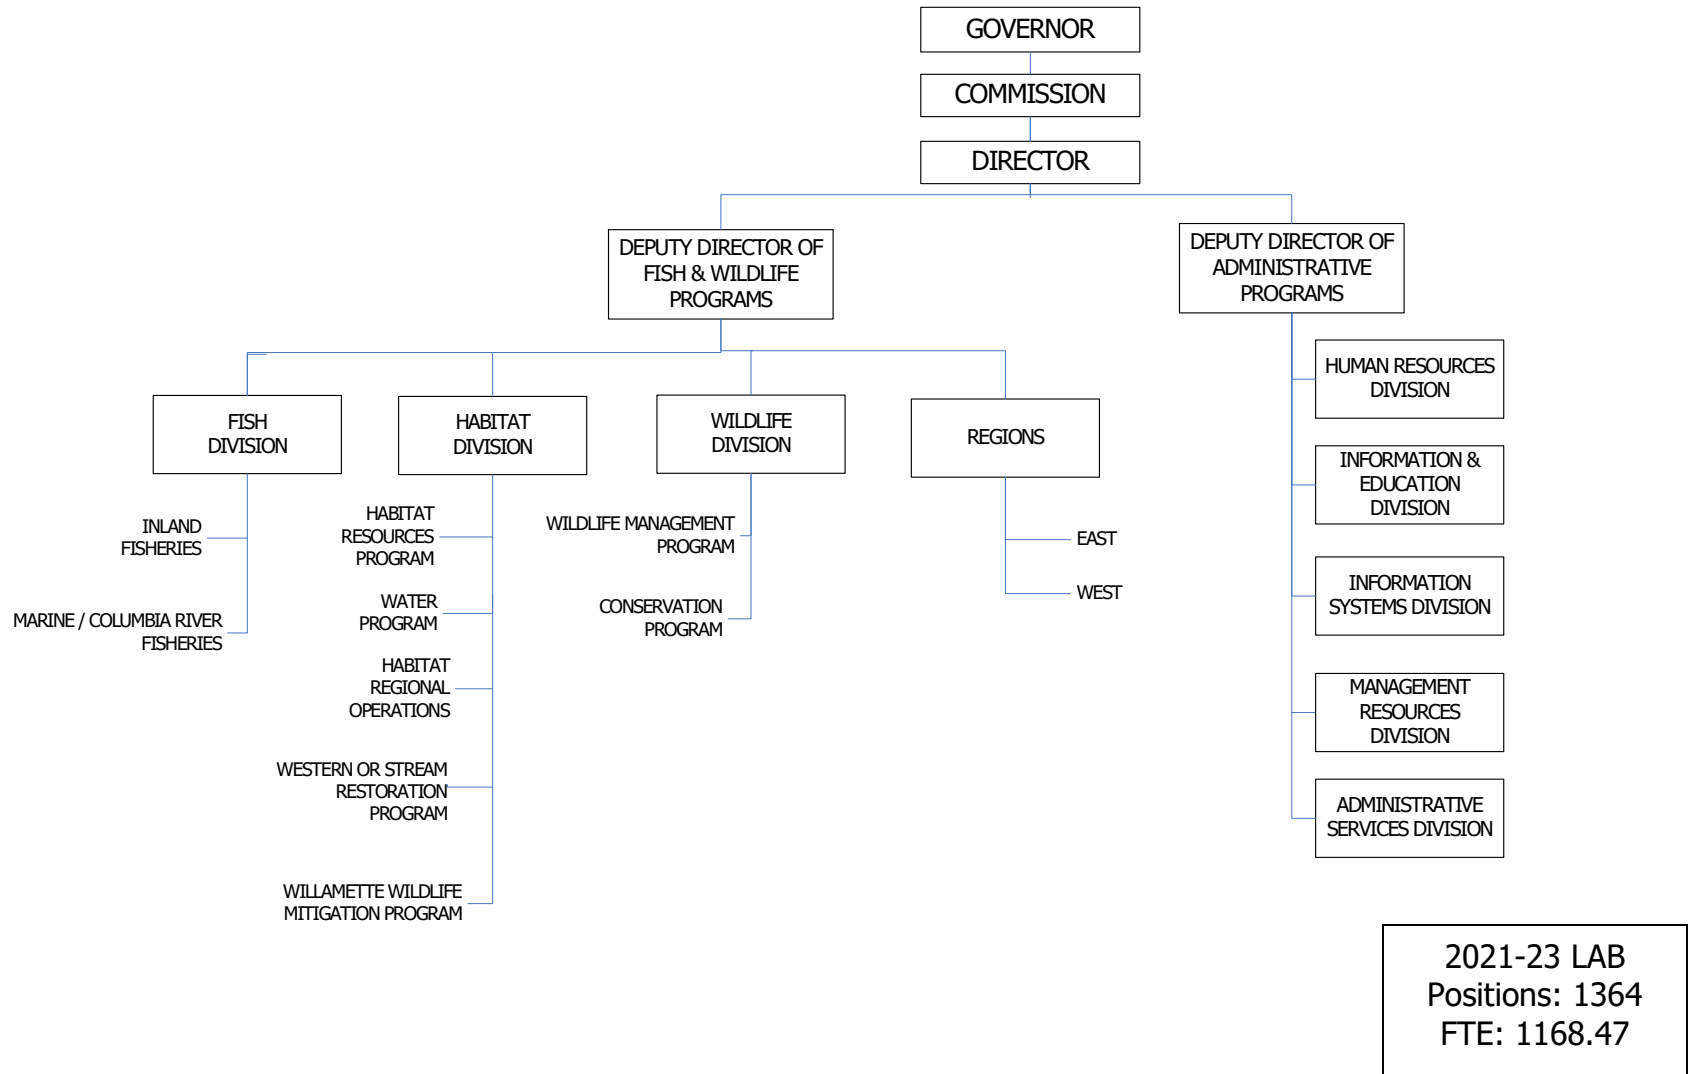 GOVERNOR
COMMISSION
DIRECTOR
DEPUTY DIRECTOR OF
FISH & WILDLIFE
PROGRAMS
DEPUTY DIRECTOR OF
ADMINISTRATIVE
PROGRAMS
FISH
DIVISION
INLAND
FISHERIES
MARINE / COLUMBIA RIVER
FISHERIES
HABITAT
DIVISION
HABITAT
RESOURCES
PROGRAM
WATER
PROGRAM
HABITAT
REGIONAL
OPERATIONS
WESTERN OR STREAM
RESTORATION
PROGRAM
WILLAMETTE WILDLIFE
MITIGATION PROGRAM
WILDLIFE
DIVISION
WILDLIFE MANAGEMENT
PROGRAM
CONSERVATION
PROGRAM
REGIONS
EAST
WEST
HUMAN RESOURCES
DIVISION
INFORMATION &
EDUCATION
DIVISION
INFORMATION
SYSTEMS DIVISION
MANAGEMENT
RESOURCES
DIVISION
ADMINISTRATIVE
SERVICES DIVISION
2021-23 LAB
Positions: 1364
FTE: 1168.47